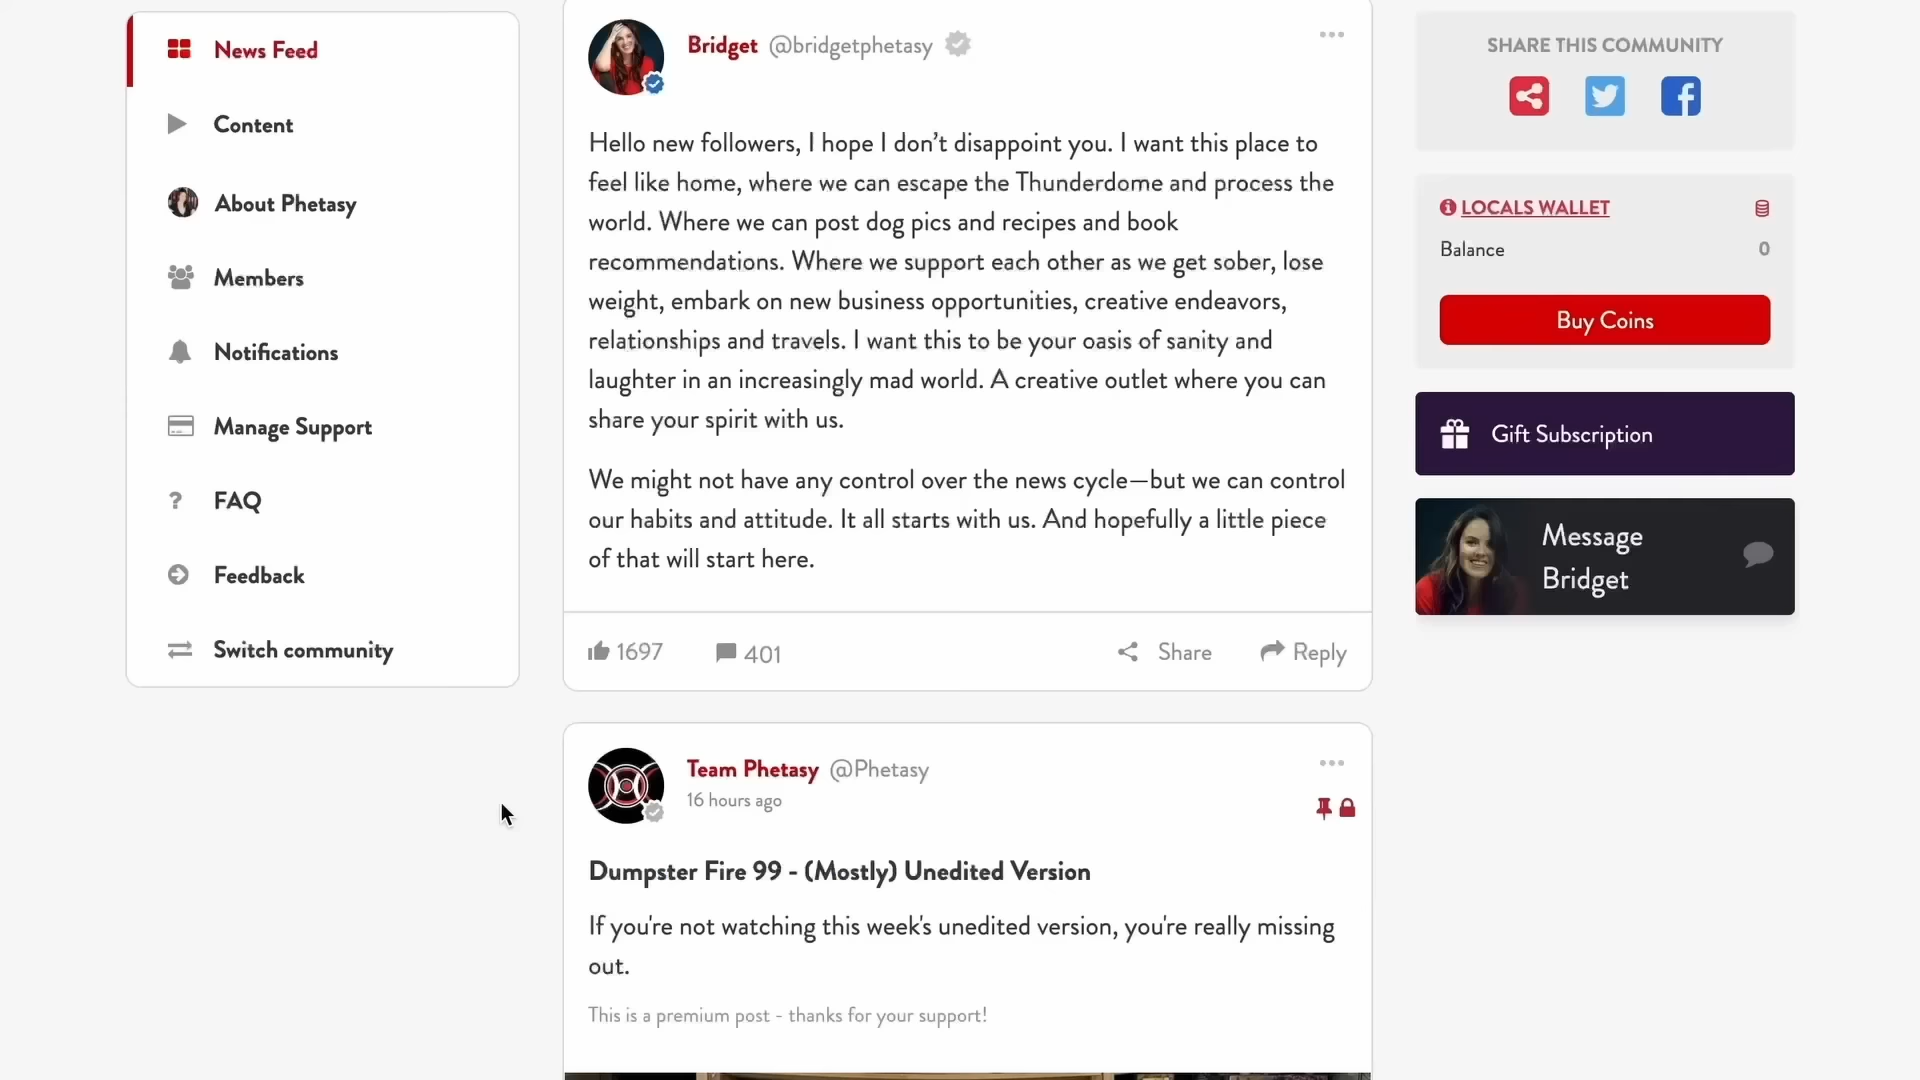 News Feed
Content
About Phetasy
Members
Notifications
Manage Support
? FAQ
Feedback
Switch community
Bridget @bridgetphetasy
Hello new followers, I hope I don’t disappoint you. I want this place to
feel like home, where we can escape the Thunderdome and process the
world. Where we can post dog pics and recipes and book
recommendations. Where we support each other as we get sober, lose
weight, embark on new business opportunities, creative endeavors,
relationships and travels. I want this to be your oasis of sanity and
laughter in an increasingly mad world. A creative outlet where you can
share your spirit with us.
We might not have any control over the news cycle—but we can control
our habits and attitude. It all starts with us. And hopefully a little piece
of that will start here.
1697 401 Share Reply
Team Phetasy @Phetasy
16 hours ago
Dumpster Fire 99 - (Mostly) Unedited Version
If you're not watching this week's unedited version, you're really missing
out.
This is a premium post - thanks for your support!
SHARE THIS COMMUNITY
LOCALS WALLET
Balance 0
Buy Coins
Gift Subscription
Message
Bridget